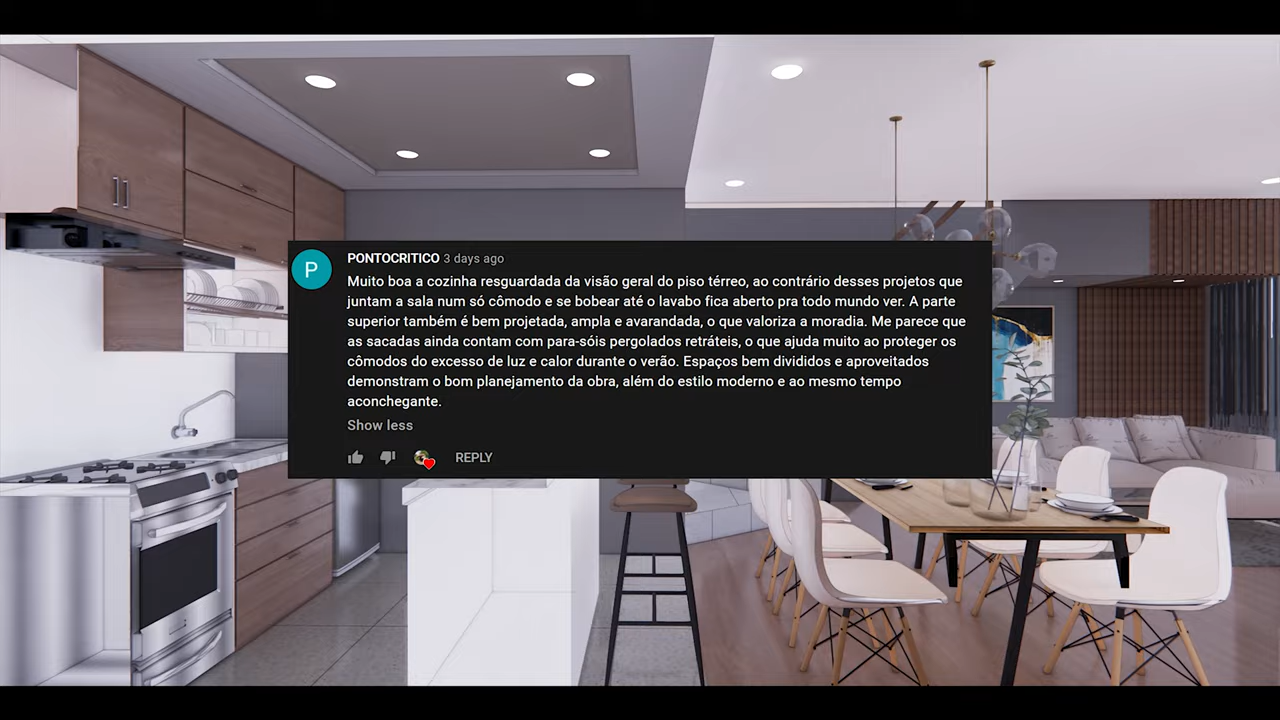 P
PONTOCRITICO 3 days ago
Muito boa a cozinha resguardada da visão geral do piso térreo, ao contrário desses projetos que
juntam a sala num só cômodo e se bobear até o lavabo fica aberto pra todo mundo ver. A parte
superior também é bem projetada, ampla e avarandada, o que valoriza a moradia. Me parece que
as sacadas ainda contam com para-sóis pergolados retráteis, o que ajuda muito ao proteger os
cômodos do excesso de luz e calor durante o verão. Espaços bem divididos e aproveitados
demonstram o bom planejamento da obra, além do estilo moderno e ao mesmo tempo
aconchegante.
Show less
REPLY